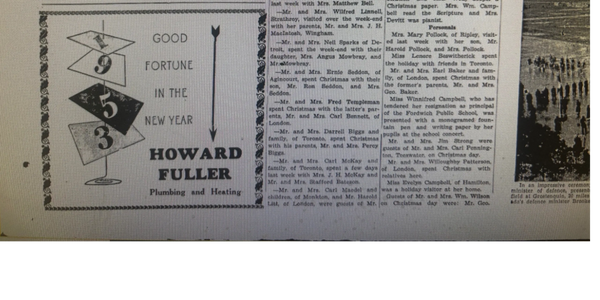 1
9
5
3
GOOD
FORTUNE
IN THE
NEW YEAR
HOWARD
FULLER
Plumbing and Heating
last week with Mrs. Matthew Bell.
—Mr. and Mrs. Wilfred Linnell,
Strathroy, visited over the week-end
with her parents, Mr. and Mrs. J. H.
MacIntosh, Wingham.
—Mr. and Mrs. Neil Sparks of De-
troit, spent the week-end with their
daughter, Mrs. Angus Mowbray, and
Mr. Mowbray.
—Mr. and Mrs. Ernie Seddon, of
Agincourt, spent Christmas with their
son, Mr. Ron Seddon, and Mrs.
Seddon.
—Mr. and Mrs. Fred Templeman
spent Christmas with the latter's par-
ents, Mr. and Mrs. Carl Bennett, of
London.
—Mr. and Mrs. Darrell Biggs and
family, of Toronto, spent Christmas
with his parents, Mr. and Mrs. Percy
Biggs.
—Mr. and Mrs. Carl McKay and
family, of Toronto, spent a few days
last week with Mrs. J. H. McKay and
Mr. and Mrs. Stafford
—Mr. and Mrs. Carl Mandel and
children, of Monkton, and Mr. Harold
of London, were guests of Mr.
Christmas paper. Mrs. Wm. Camp-
bell read the Scripture and Mrs.
Devitt was pianist.
Personals
Mrs. Mary Pollock, of Ripley, visit-
ed last week with her son, Mr.
Harold Pollock, and Mrs. Pollock.
Miss Lenore Boswitherick spent
the holiday with friends in Toronto.
Mr. and Mrs. Earl Baker and fam-
ily, of London, spent Christmas with
the former's parents, Mr. and Mrs.
Geo. Baker.
Miss Winnifred Campbell, who has
tendered her resignation as principal
of the Fordwich Public School, was
presented with a monogrammed foun-
tain pen and writing paper by her
pupils at the school concert.
Mr. and Mrs. Jim Strong were
guests of Mr. and Mrs. Carl Penning-
ton, Teeswater, on Christmas day.
Mr. and Mrs. Willoughby Patterson,
of London, spent Christmas with
relatives here.
Miss Evelyn Campbell, of Hamilton,
was a holiday visitor at her home.
Guests of Mr. and Mrs. Wm. Wilson
on Christmas day were: Mr. Geo.
In an impressive
minister of defence, present